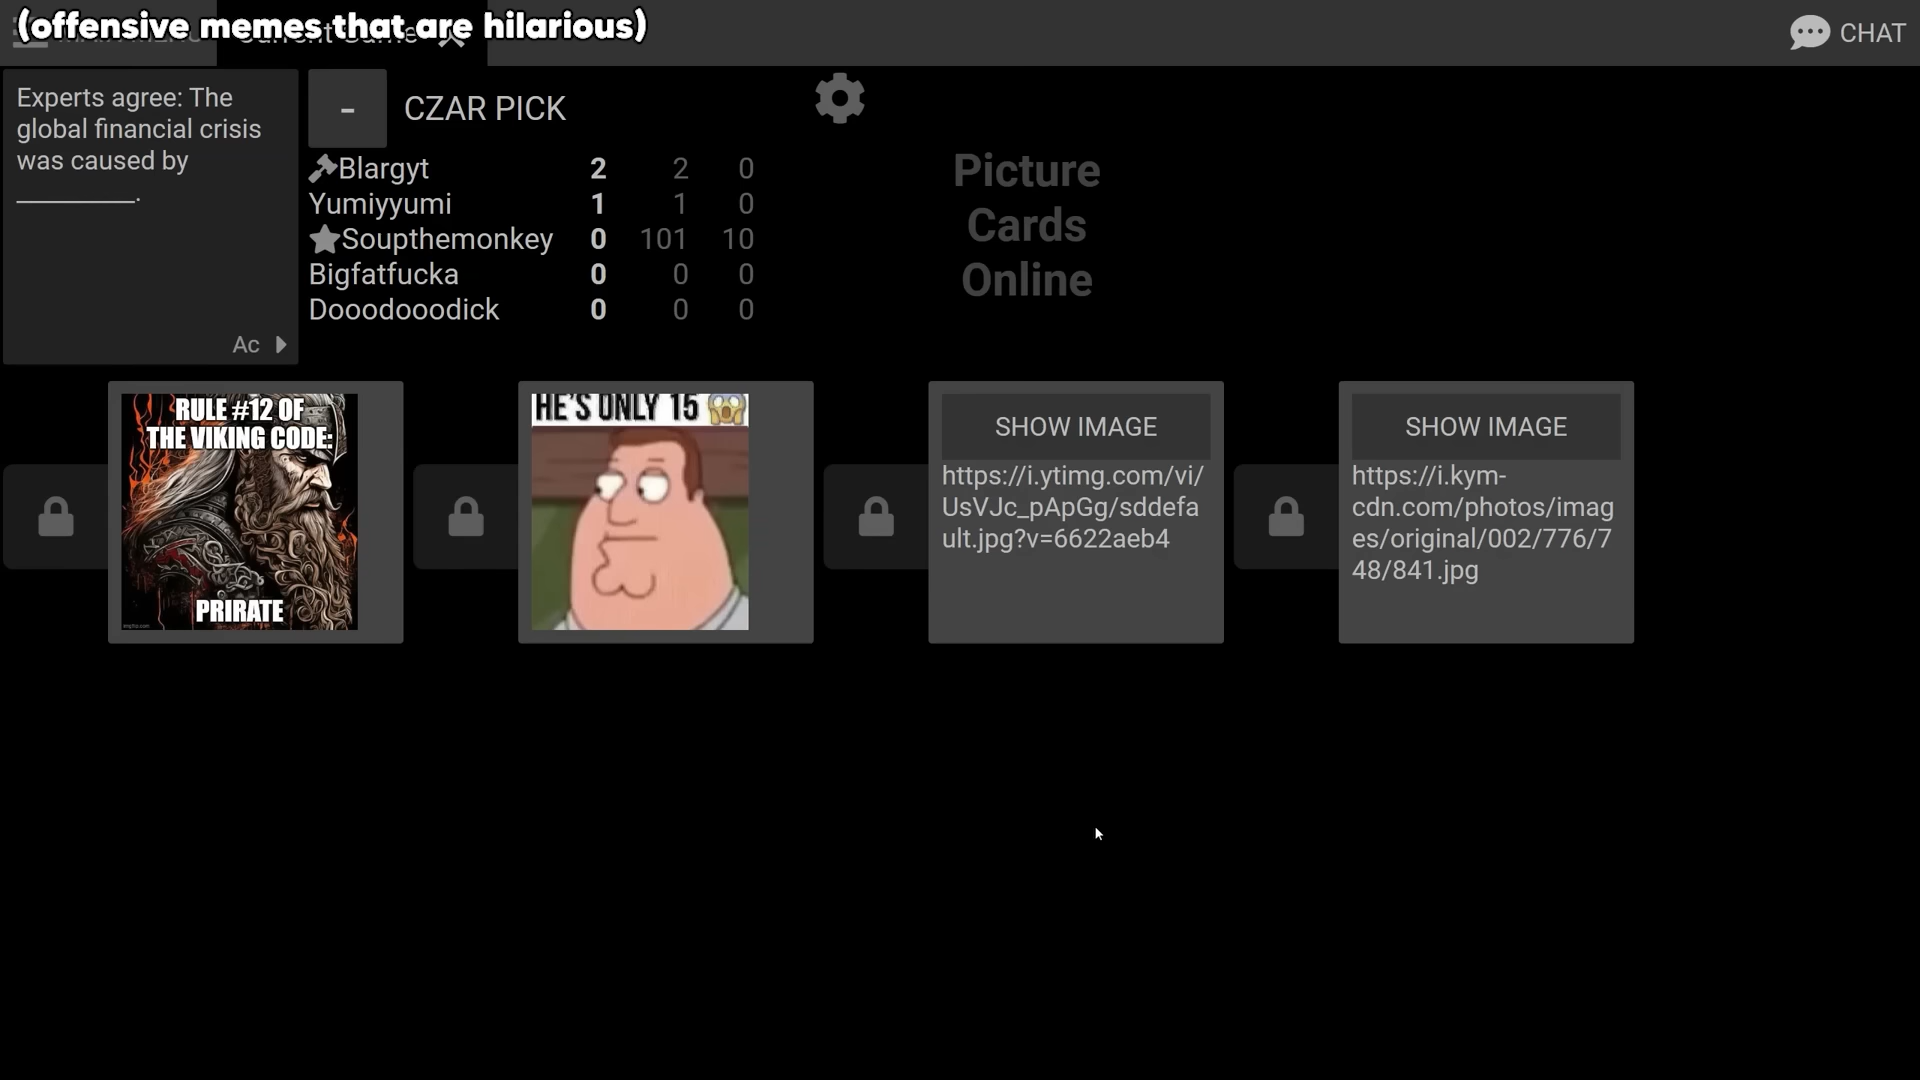 (offensive memes that are hilarious)
CHAT
Experts agree: The
global financial crisis
was caused by
_________.
Ac
-
CZAR PICK
Blargyt 2 2 0
Yumiyyumi 1 1 0
Soupthemonkey 0 101 10
Bigfatfucka 0 0 0
Dooodooodick 0 0 0
Picture
Cards
Online
RULE #12 OF
THE VIKING CODE:
PRIRATE
imgflip.com
HE'S ONLY 15 😱
SHOW IMAGE
https://i.ytimg.com/vi/
UsVJc_pApGg/sddefa
ult.jpg?v=6622aeb4
SHOW IMAGE
https://i.kym-
cdn.com/photos/imag
es/original/002/776/7
48/841.jpg